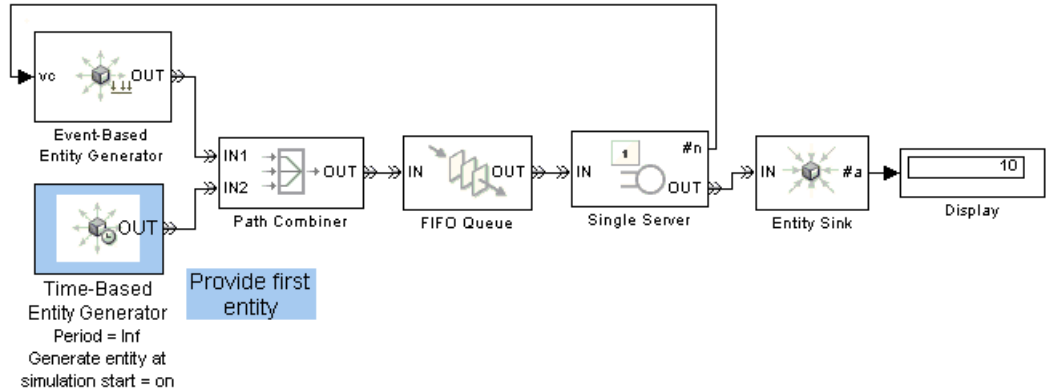 vc
OUT
Event-Based
Entity Generator
OUT
Time-Based
Entity Generator
Period = Inf
Generate entity at
simulation start = on
Provide first
entity
IN1
IN2
OUT
Path Combiner
IN
OUT
FIFO Queue
IN
1
#n
OUT
Single Server
IN
#a
Entity Sink
10
Display